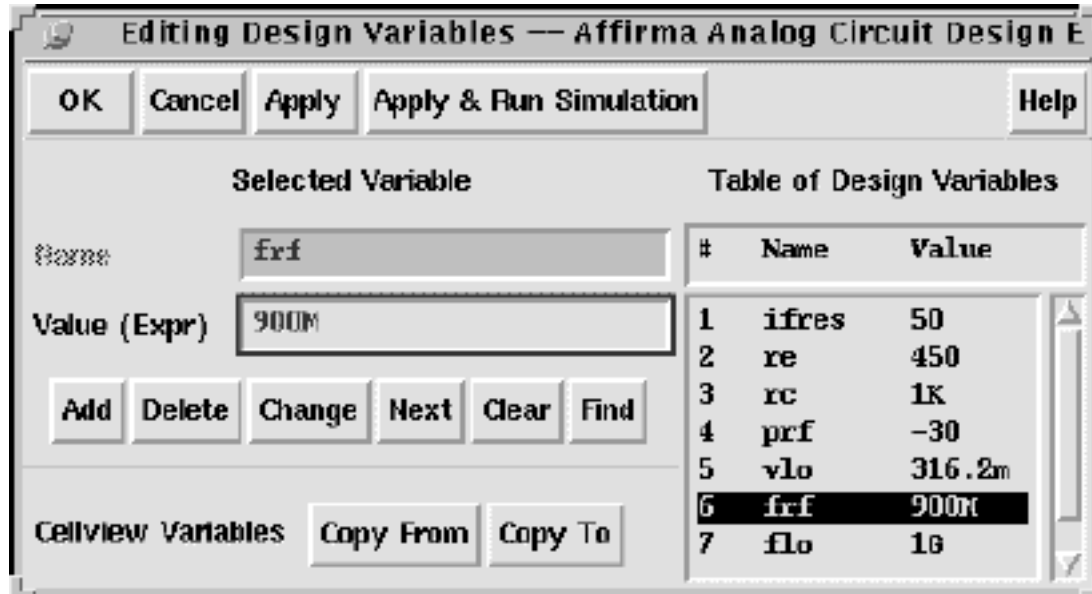 Editing Design Variables -- Affirma Analog Circuit Design E
OK Cancel Apply Apply & Run Simulation Help
Selected Variable
Table of Design Variables
Name frf
Value (Expr) 900M
Add Delete Change Next Clear Find
Cellview Variables Copy From Copy To
# Name Value
1 ifres 50
2 re 450
3 rc 1K
4 prf -30
5 vlo 316.2m
6 frf 900M
7 flo 1G